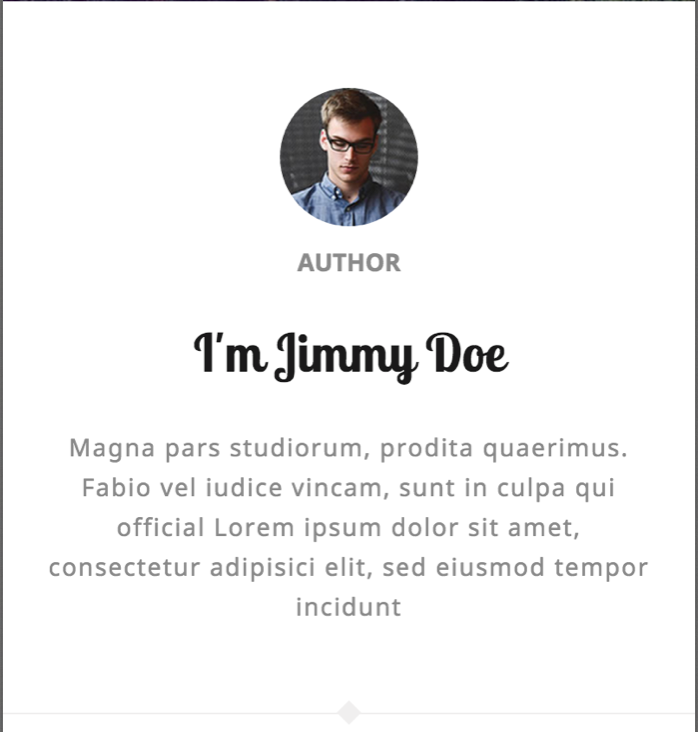 AUTHOR
I'm Jimmy Doe
Magna pars studiorum, prodita quaerimus.
Fabio vel iudice vincam, sunt in culpa qui
official Lorem ipsum dolor sit amet,
consectetur adipisici elit, sed eiusmod tempor
incidunt